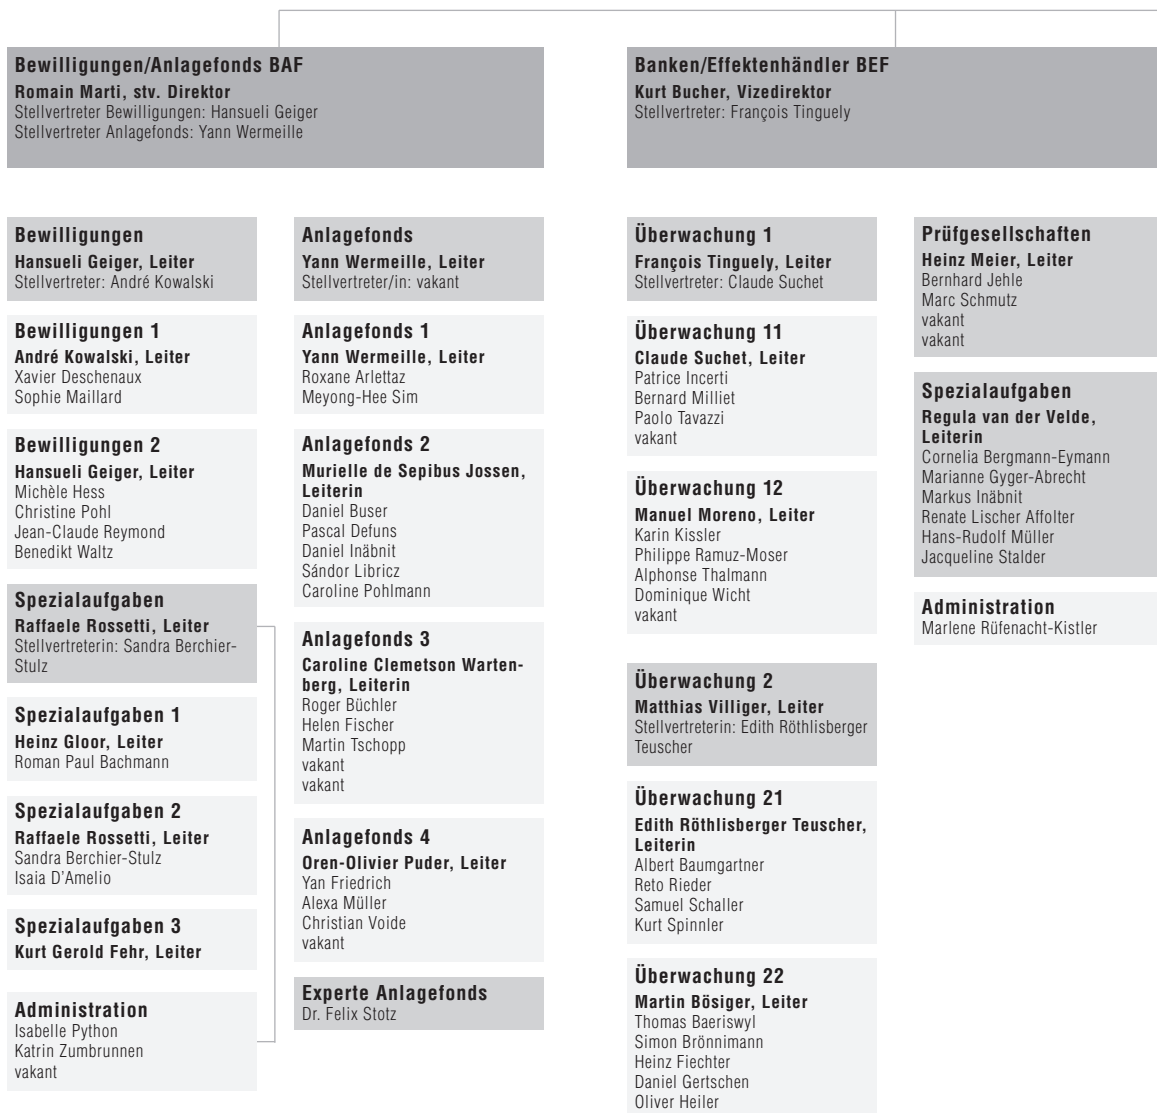 Bewilligungen/Anlagefonds BAF
Romain Marti, stv. Direktor
Stellvertreter Bewilligungen: Hansueli Geiger
Stellvertreter Anlagefonds: Yann Wermeille
Bewilligungen
Hansueli Geiger, Leiter
Stellvertreter: André Kowalski
Bewilligungen 1
André Kowalski, Leiter
Xavier Deschenaux
Sophie Maillard
Bewilligungen 2
Hansueli Geiger, Leiter
Michèle Hess
Christine Pohl
Jean-Claude Reymond
Benedikt Waltz
Spezialaufgaben
Raffaele Rossetti, Leiter
Stellvertreterin: Sandra Berchier-
Stulz
Spezialaufgaben 1
Heinz Gloor, Leiter
Roman Paul Bachmann
Spezialaufgaben 2
Raffaele Rossetti, Leiter
Sandra Berchier-Stulz
Isaia D'Amelio
Spezialaufgaben 3
Kurt Gerold Fehr, Leiter
Administration
Isabelle Python
Katrin Zumbrunnen
vakant
Anlagefonds
Yann Wermeille, Leiter
Stellvertreter/in: vakant
Anlagefonds 1
Yann Wermeille, Leiter
Roxane Arlettaz
Meyong-Hee Sim
Anlagefonds 2
Murielle de Sepibus Jossen,
Leiterin
Daniel Buser
Pascal Defuns
Daniel Inäbnit
Sándor Libricz
Caroline Pohlmann
Anlagefonds 3
Caroline Clemetson Warten-
berg, Leiterin
Roger Büchler
Helen Fischer
Martin Tschopp
vakant
vakant
Anlagefonds 4
Oren-Olivier Puder, Leiter
Yan Friedrich
Alexa Müller
Christian Voide
vakant
Experte Anlagefonds
Dr. Felix Stotz
Banken/Effektenhändler BEF
Kurt Bucher, Vizedirektor
Stellvertreter: François Tinguely
Überwachung 1
François Tinguely, Leiter
Stellvertreter: Claude Suchet
Überwachung 11
Claude Suchet, Leiter
Patrice Incerti
Bernard Milliet
Paolo Tavazzi
vakant
Überwachung 12
Manuel Moreno, Leiter
Karin Kissler
Philippe Ramuz-Moser
Alphonse Thalmann
Dominique Wicht
vakant
Überwachung 2
Matthias Villiger, Leiter
Stellvertreterin: Edith Röthlisberger
Teuscher
Überwachung 21
Edith Röthlisberger Teuscher,
Leiterin
Albert Baumgartner
Reto Rieder
Samuel Schaller
Kurt Spinnler
Überwachung 22
Martin Bösiger, Leiter
Thomas Baeriswyl
Simon Brönnimann
Heinz Fiechter
Daniel Gertschen
Oliver Heiler
Prüfgesellschaften
Heinz Meier, Leiter
Bernhard Jehle
Marc Schmutz
vakant
vakant
Spezialaufgaben
Regula van der Velde,
Leiterin
Cornelia Bergmann-Eymann
Marianne Gyger-Abrecht
Markus Inäbnit
Renate Lischer Affolter
Hans-Rudolf Müller
Jacqueline Stalder
Administration
Marlene Rüfenacht-Kistler